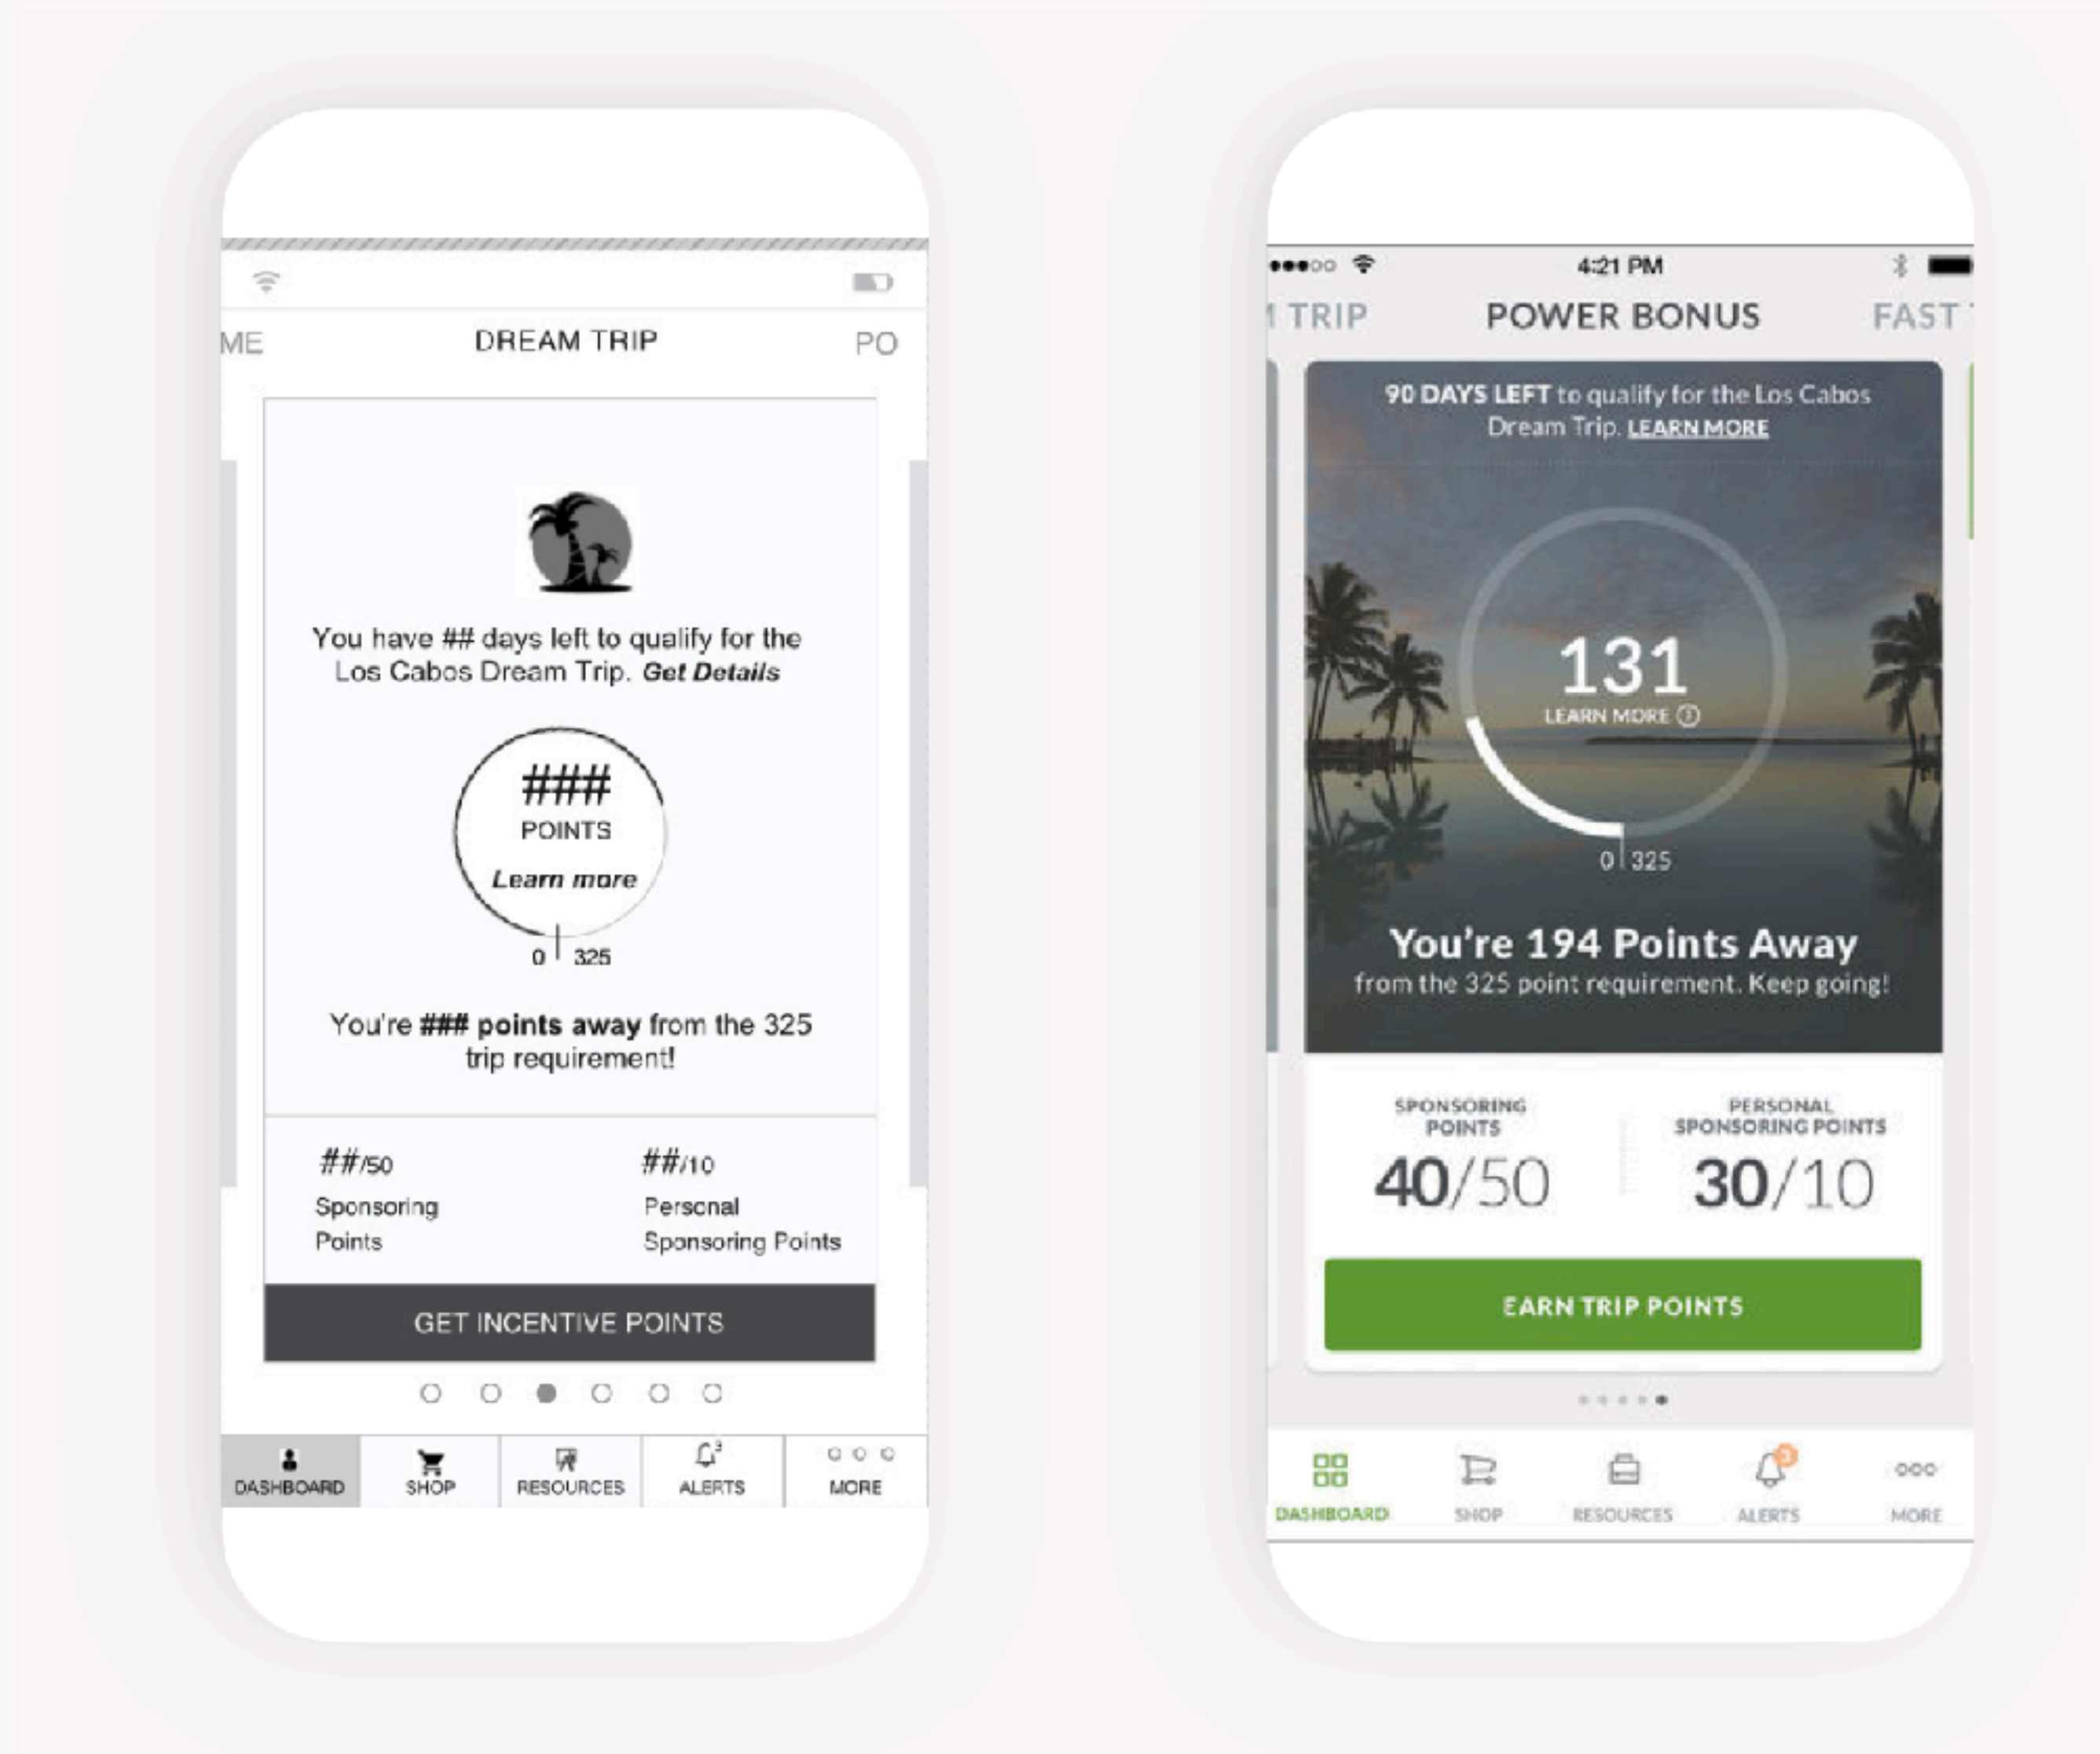 ME DREAM TRIP PO
You have ## days left to qualify for the
Los Cabos Dream Trip. Get Details
###
POINTS
Learn more
0 325
You're ### points away from the 325
trip requirement!
##/50 ##/10
Sponsoring Personal
Points Sponsoring Points
GET INCENTIVE POINTS
3
DASHBOARD SHOP RESOURCES ALERTS MORE
4:21 PM
TRIP POWER BONUS FAST
90 DAYS LEFT to qualify for the Los Cabos
Dream Trip. LEARN MORE
131
LEARN MORE
0 325
You're 194 Points Away
from the 325 point requirement. Keep going!
SPONSORING PERSONAL
POINTS SPONSORING POINTS
40/50 30/10
EARN TRIP POINTS
3
DASHBOARD SHOP RESOURCES ALERTS MORE